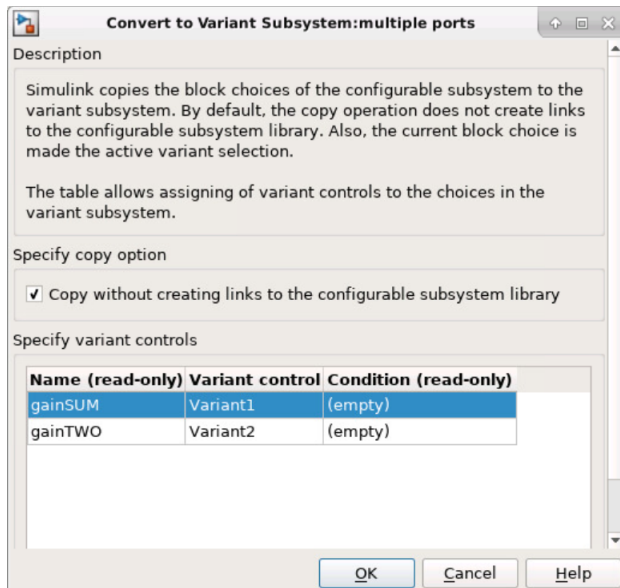 Convert to Variant Subsystem:multiple ports
Description
Simulink copies the block choices of the configurable subsystem to the
variant subsystem. By default, the copy operation does not create links
to the configurable subsystem library. Also, the current block choice is
made the active variant selection.
The table allows assigning of variant controls to the choices in the
variant subsystem.
Specify copy option
Copy without creating links to the configurable subsystem library
Specify variant controls
Name (read-only) Variant control Condition (read-only)
gainSUM Variant1 (empty)
gainTWO Variant2 (empty)
OK Cancel Help